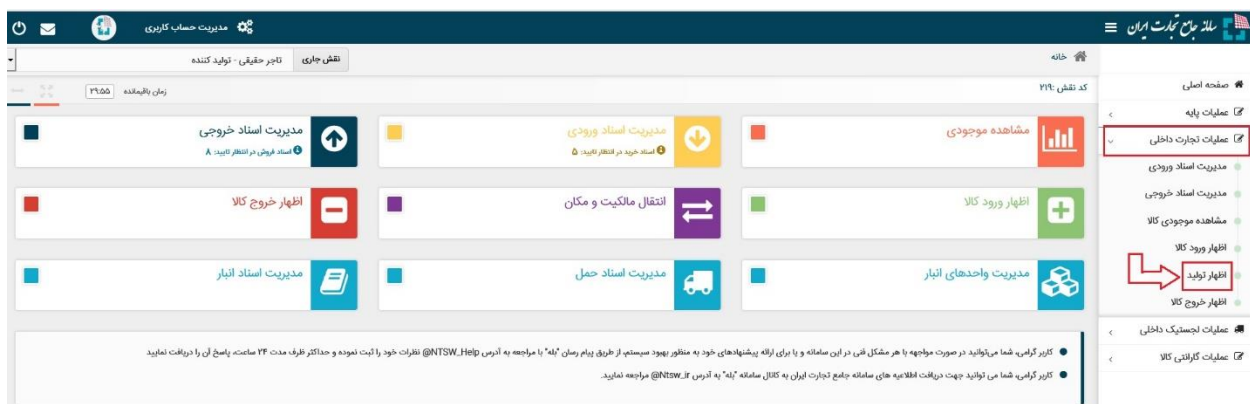 سامانه جامع تجارت ایران
مدیریت حساب کاربری
خانه
نقش جاری
تاجر حقیقی - تولید کننده
کد نقش :۲۱۹
زمان باقیمانده
۲۹:۵۵
صفحه اصلی
عملیات پایه
عملیات تجارت داخلی
مدیریت اسناد ورودی
مدیریت اسناد خروجی
مشاهده موجودی کالا
اظهار ورود کالا
اظهار تولید
اظهار خروج کالا
عملیات لجستیک داخلی
عملیات گارانتی کالا
مشاهده موجودی
مدیریت اسناد ورودی
اسناد خرید در انتظار تایید: ۵
مدیریت اسناد خروجی
اسناد فروش در انتظار تایید: ۸
اظهار ورود کالا
انتقال مالکیت و مکان
اظهار خروج کالا
مدیریت واحدهای انبار
مدیریت اسناد حمل
مدیریت اسناد انبار
کاربر گرامی، شما می‌توانید در صورت مواجهه با هر مشکل فنی در این سامانه و یا برای ارائه پیشنهادهای خود به منظور بهبود سیستم، از طریق پیام رسان "بله" با مراجعه به آدرس NTSW_Help@ نظرات خود را ثبت نموده و حداکثر ظرف مدت ۲۴ ساعت، پاسخ آن را دریافت نمایید
کاربر گرامی، شما می توانید جهت دریافت اطلاعیه های سامانه جامع تجارت ایران به کانال سامانه "بله" به آدرس Ntsw_ir@ مراجعه نمایید.